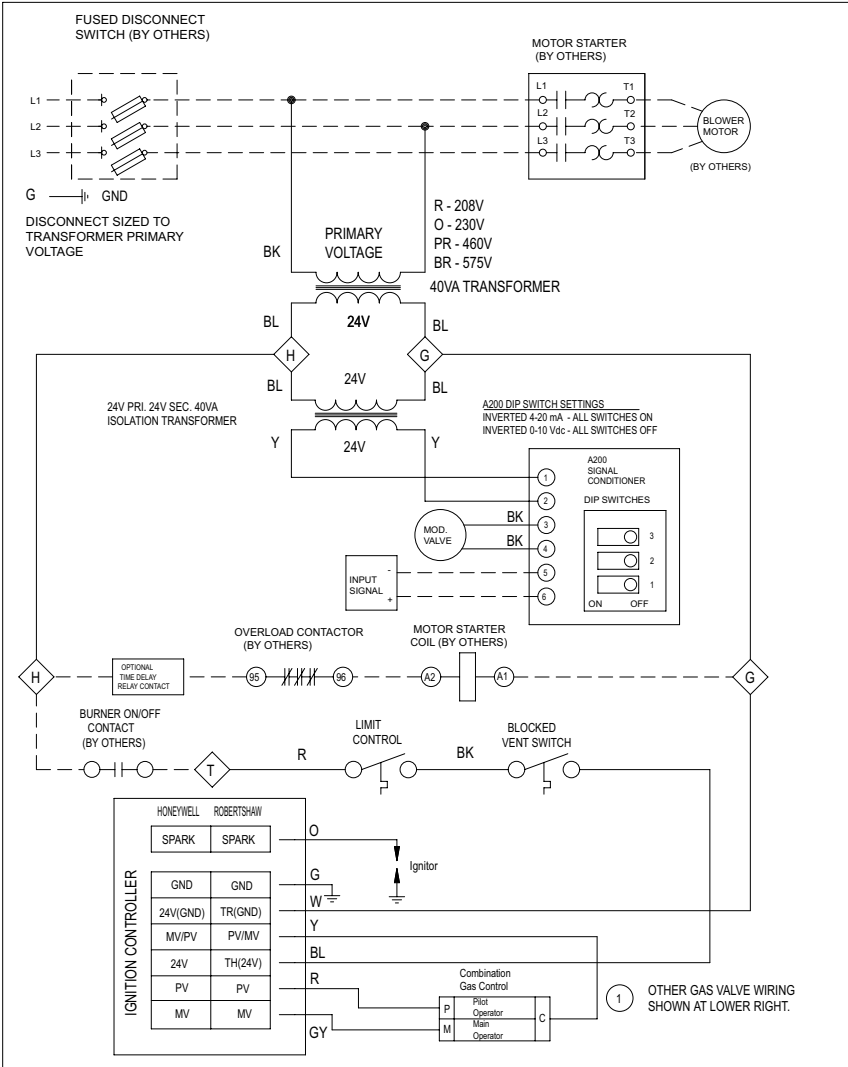 FUSED DISCONNECT
SWITCH (BY OTHERS)
MOTOR STARTER
(BY OTHERS)
L1
L2
L3
L1
L2
L3
T1
T2
T3
BLOWER
MOTOR
(BY OTHERS)
G
GND
DISCONNECT SIZED TO
TRANSFORMER PRIMARY
VOLTAGE
BK
PRIMARY
VOLTAGE
R - 208V
O - 230V
PR - 460V
BR - 575V
40VA TRANSFORMER
BL
24V
BL
H
G
BL
24V
BL
24V PRI. 24V SEC. 40VA
ISOLATION TRANSFORMER
Y
24V
Y
A200 DIP SWITCH SETTINGS
INVERTED 4-20 mA - ALL SWITCHES ON
INVERTED 0-10 Vdc - ALL SWITCHES OFF
A200
SIGNAL
CONDITIONER
DIP SWITCHES
1
2
3
4
5
6
3
2
1
ON OFF
MOD.
VALVE
BK
BK
INPUT
SIGNAL
-
+
OVERLOAD CONTACTOR
(BY OTHERS)
MOTOR STARTER
COIL (BY OTHERS)
H
OPTIONAL
TIME DELAY
RELAY CONTACT
95
96
A2
A1
G
BURNER ON/OFF
CONTACT
(BY OTHERS)
T
R
LIMIT
CONTROL
BK
BLOCKED
VENT SWITCH
IGNITION CONTROLLER
HONEYWELL ROBERTSHAW
SPARK SPARK
O
Ignitor
GND GND
G
24V(GND) TR(GND)
W
MV/PV PV/MV
Y
24V TH(24V)
BL
PV PV
R
MV MV
GY
Combination
Gas Control
P
Pilot
Operator
M
Main
Operator
C
1
OTHER GAS VALVE WIRING
SHOWN AT LOWER RIGHT.